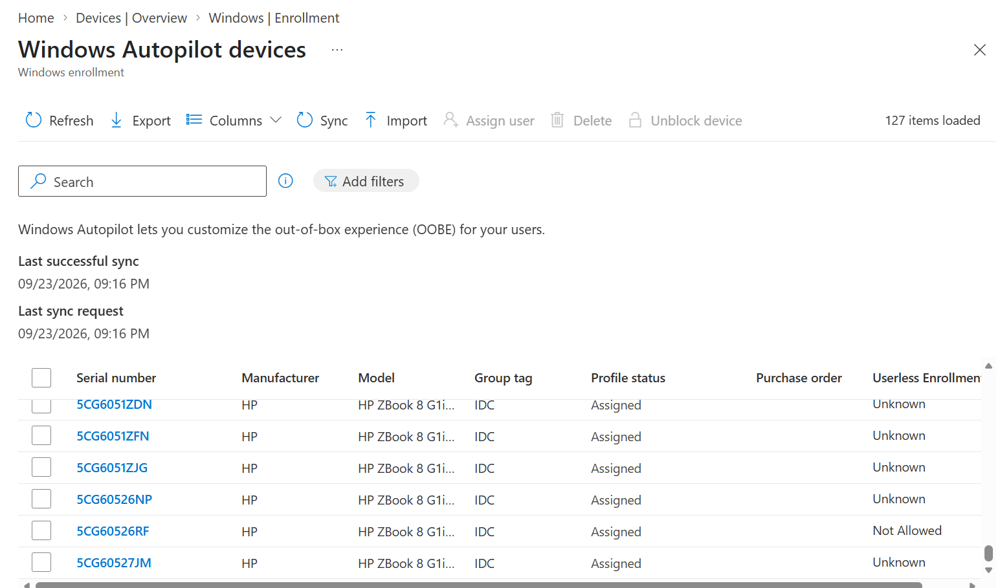 Home > Devices | Overview > Windows | Enrollment
Windows Autopilot devices ...
Windows enrollment
Refresh Export Columns Sync Import Assign user Delete Unblock device 127 items loaded
Search Add filters
Windows Autopilot lets you customize the out-of-box experience (OOBE) for your users.
Last successful sync
09/23/2026, 09:16 PM
Last sync request
09/23/2026, 09:16 PM
Serial number Manufacturer Model Group tag Profile status Purchase order Userless Enrollment
5CG6051ZDN HP HP ZBook 8 G1i... IDC Assigned Unknown
5CG6051ZFN HP HP ZBook 8 G1i... IDC Assigned Unknown
5CG6051ZJG HP HP ZBook 8 G1i... IDC Assigned Unknown
5CG60526NP HP HP ZBook 8 G1i... IDC Assigned Unknown
5CG60526RF HP HP ZBook 8 G1i... IDC Assigned Not Allowed
5CG60527JM HP HP ZBook 8 G1i... IDC Assigned Unknown